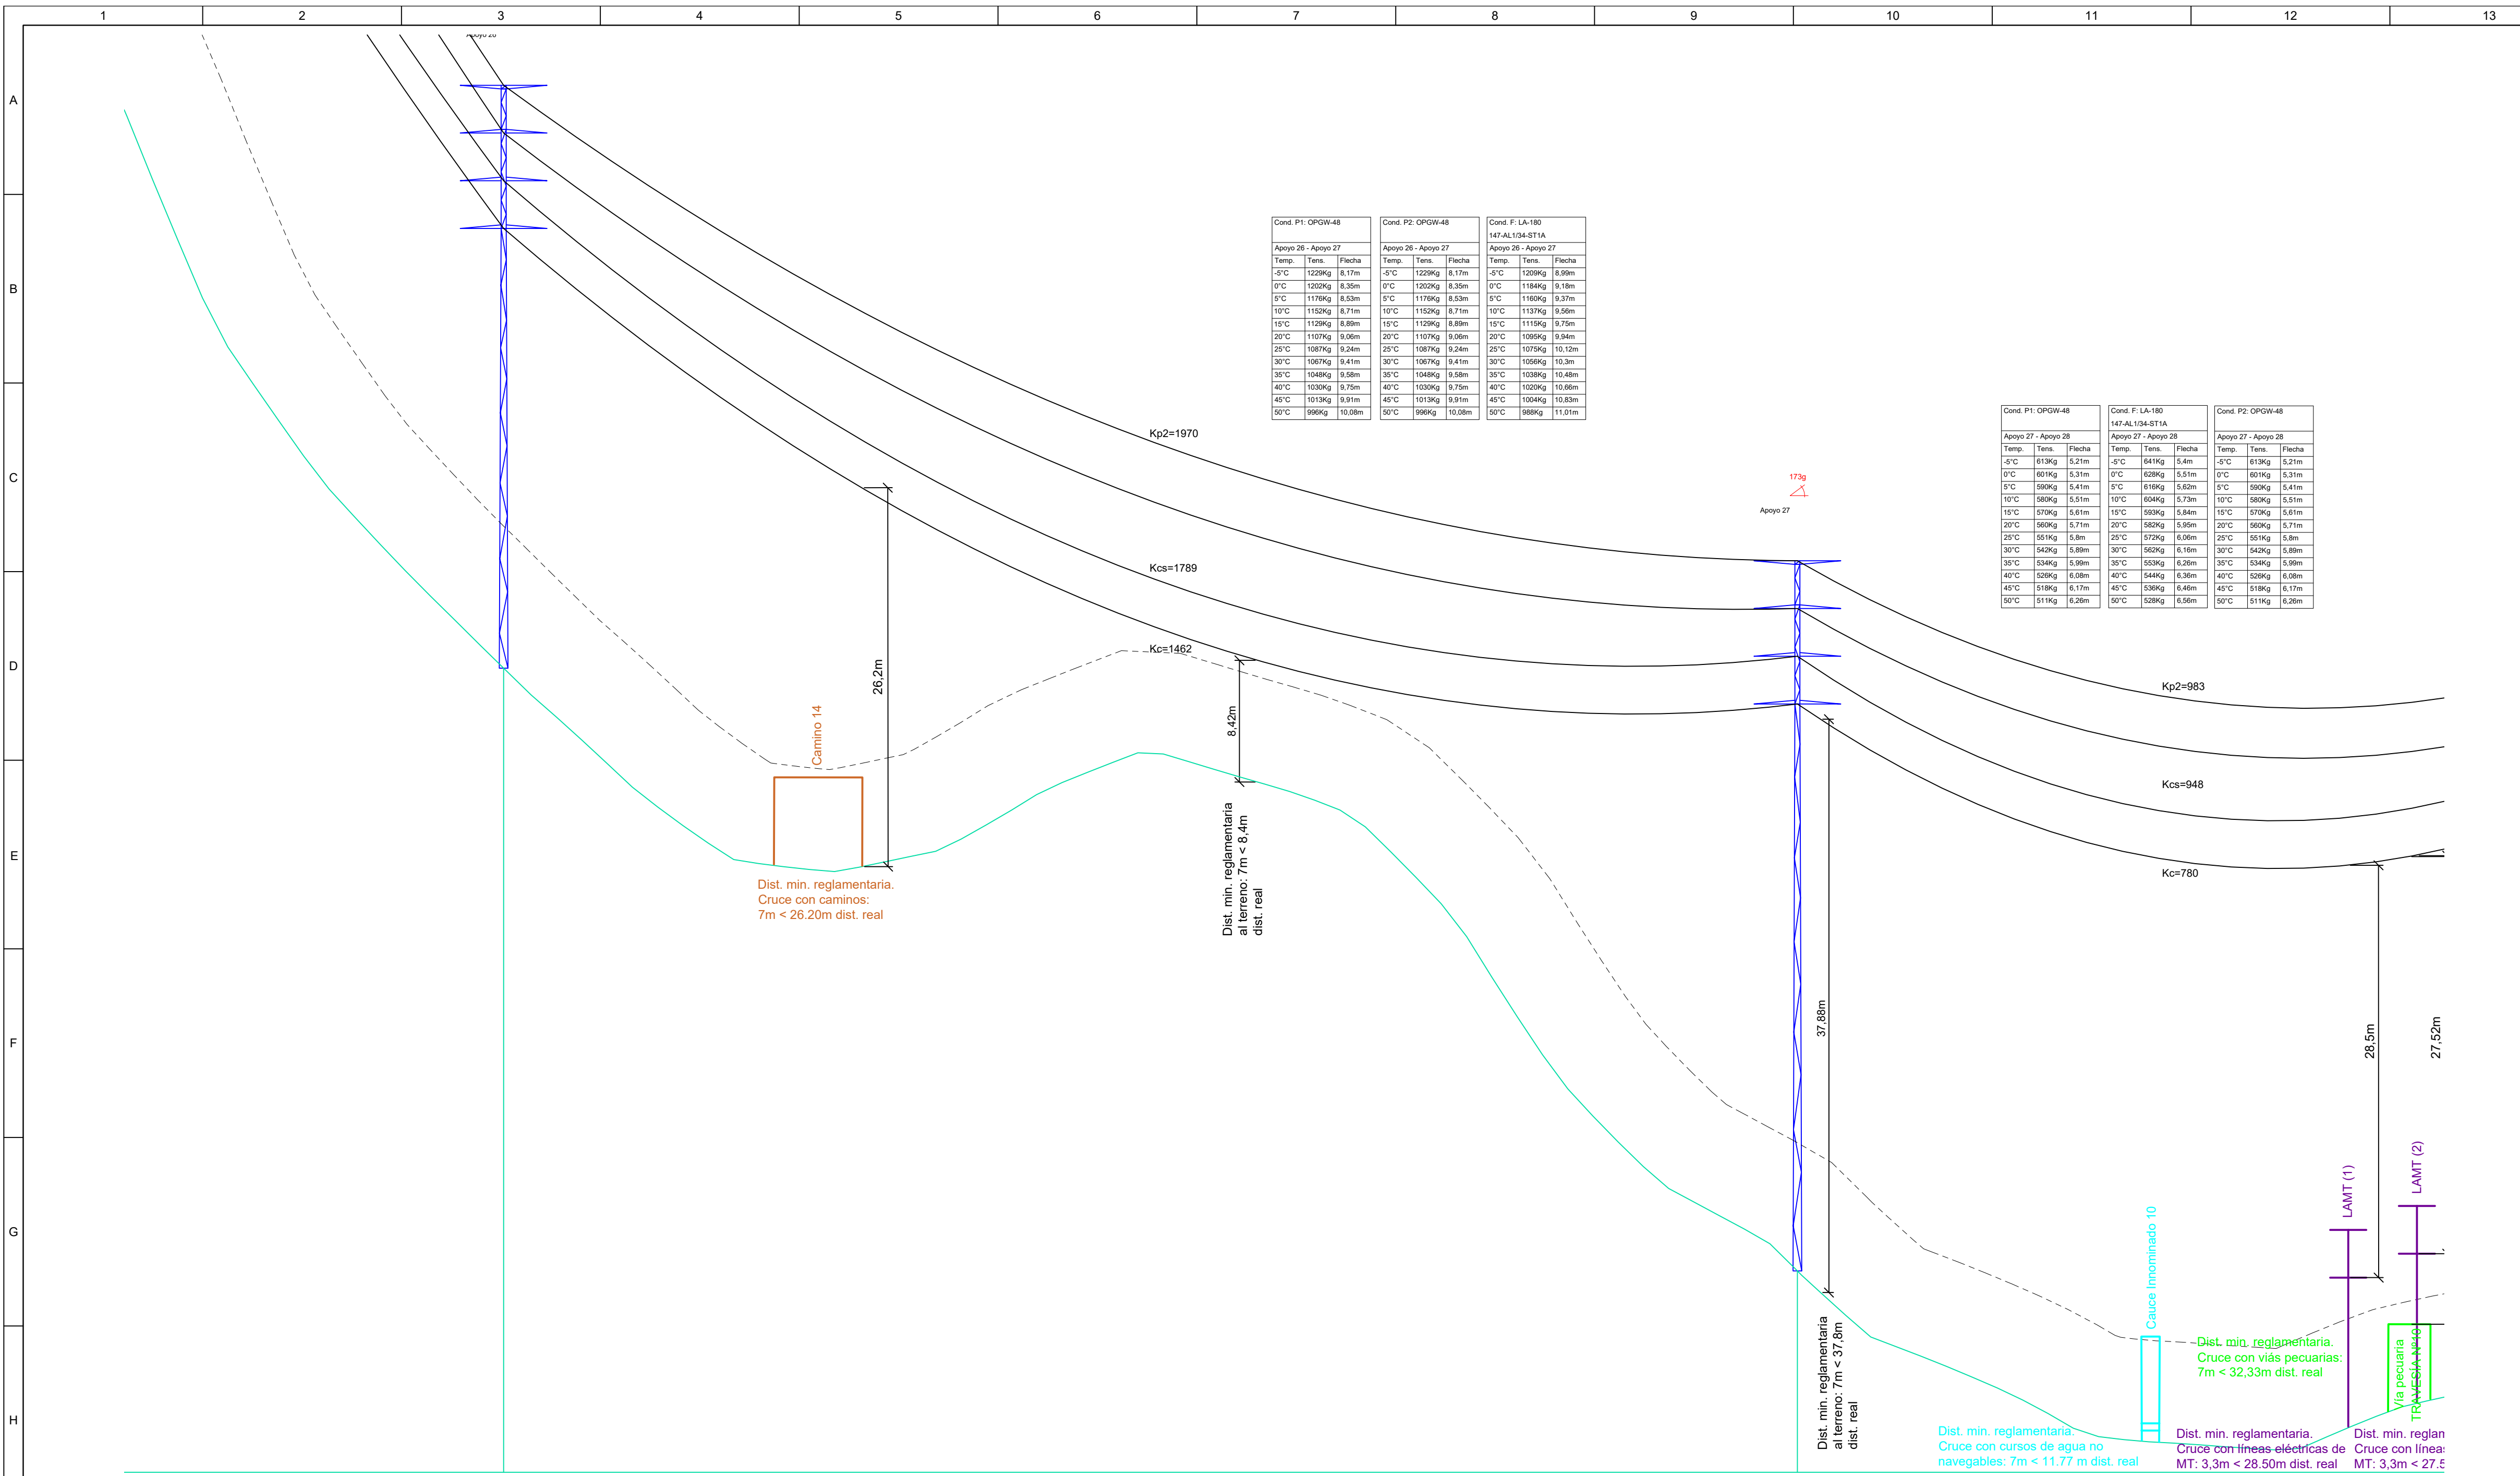 1 2 3 4 5 6 7 8 9 10 11 12 13
A
B
C
D
E
F
G
H
Apoyo 26
Cond. P1: OPGW-48
Apoyo 26 - Apoyo 27
Temp. Tens. Flecha
-5°C 1229Kg 8,17m
0°C 1202Kg 8,35m
5°C 1176Kg 8,53m
10°C 1152Kg 8,71m
15°C 1129Kg 8,89m
20°C 1107Kg 9,06m
25°C 1087Kg 9,24m
30°C 1067Kg 9,41m
35°C 1048Kg 9,58m
40°C 1030Kg 9,75m
45°C 1013Kg 9,91m
50°C 996Kg 10,08m
Cond. P2: OPGW-48
Apoyo 26 - Apoyo 27
Temp. Tens. Flecha
-5°C 1229Kg 8,17m
0°C 1202Kg 8,35m
5°C 1176Kg 8,53m
10°C 1152Kg 8,71m
15°C 1129Kg 8,89m
20°C 1107Kg 9,06m
25°C 1087Kg 9,24m
30°C 1067Kg 9,41m
35°C 1048Kg 9,58m
40°C 1030Kg 9,75m
45°C 1013Kg 9,91m
50°C 996Kg 10,08m
Cond. F: LA-180
147-AL1/34-ST1A
Apoyo 26 - Apoyo 27
Temp. Tens. Flecha
-5°C 1209Kg 8,99m
0°C 1184Kg 9,18m
5°C 1160Kg 9,37m
10°C 1137Kg 9,56m
15°C 1115Kg 9,75m
20°C 1095Kg 9,94m
25°C 1075Kg 10,12m
30°C 1056Kg 10,3m
35°C 1038Kg 10,48m
40°C 1020Kg 10,66m
45°C 1004Kg 10,83m
50°C 988Kg 11,01m
Cond. P1: OPGW-48
Apoyo 27 - Apoyo 28
Temp. Tens. Flecha
-5°C 613Kg 5,21m
0°C 601Kg 5,31m
5°C 590Kg 5,41m
10°C 580Kg 5,51m
15°C 570Kg 5,61m
20°C 560Kg 5,71m
25°C 551Kg 5,8m
30°C 542Kg 5,89m
35°C 534Kg 5,99m
40°C 526Kg 6,08m
45°C 518Kg 6,17m
50°C 511Kg 6,26m
Cond. F: LA-180
147-AL1/34-ST1A
Apoyo 27 - Apoyo 28
Temp. Tens. Flecha
-5°C 641Kg 5,4m
0°C 628Kg 5,51m
5°C 616Kg 5,62m
10°C 604Kg 5,73m
15°C 593Kg 5,84m
20°C 582Kg 5,95m
25°C 572Kg 6,06m
30°C 562Kg 6,16m
35°C 553Kg 6,26m
40°C 544Kg 6,36m
45°C 536Kg 6,46m
50°C 528Kg 6,56m
Cond. P2: OPGW-48
Apoyo 27 - Apoyo 28
Temp. Tens. Flecha
-5°C 613Kg 5,21m
0°C 601Kg 5,31m
5°C 590Kg 5,41m
10°C 580Kg 5,51m
15°C 570Kg 5,61m
20°C 560Kg 5,71m
25°C 551Kg 5,8m
30°C 542Kg 5,89m
35°C 534Kg 5,99m
40°C 526Kg 6,08m
45°C 518Kg 6,17m
50°C 511Kg 6,26m
Kp2=1970
173g
Apoyo 27
Kcs=1789
Kc=1462
26,2m
8,42m
Kp2=983
Kcs=948
Kc=780
Camino 14
Dist. min. reglamentaria.
Cruce con caminos:
7m < 26.20m dist. real
Dist. min. reglamentaria
al terreno: 7m < 8,4m
dist. real
37,88m
28,5m
27,52m
LAMT (1)
LAMT (2)
Cauce Innominado 10
Dist. min. reglamentaria
al terreno: 7m < 37,8m
dist. real
Dist. min. reglamentaria.
Cruce con viás pecuarias:
7m < 32,33m dist. real
Vía pecuaria
TRAVESÍA Nº10
Dist. min. reglamentaria.
Cruce con cursos de agua no
navegables: 7m < 11.77 m dist. real
Dist. min. reglamentaria.
Cruce con líneas eléctricas de
MT: 3,3m < 28.50m dist. real
Dist. min.
Cruce con
MT: 3,3m <